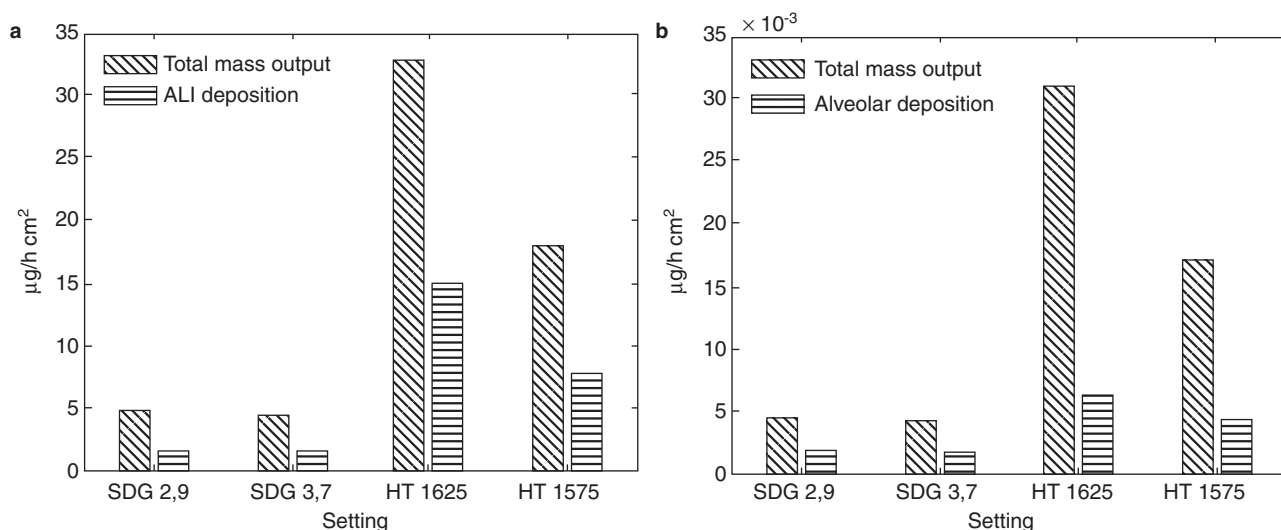 a
35
30
25
20
15
10
5
0
µg/h cm²
Total mass output
ALI deposition
SDG 2,9 SDG 3,7 HT 1625 HT 1575
Setting
b
× 10⁻³
35
30
25
20
15
10
5
0
µg/h cm²
Total mass output
Alveolar deposition
SDG 2,9 SDG 3,7 HT 1625 HT 1575
Setting